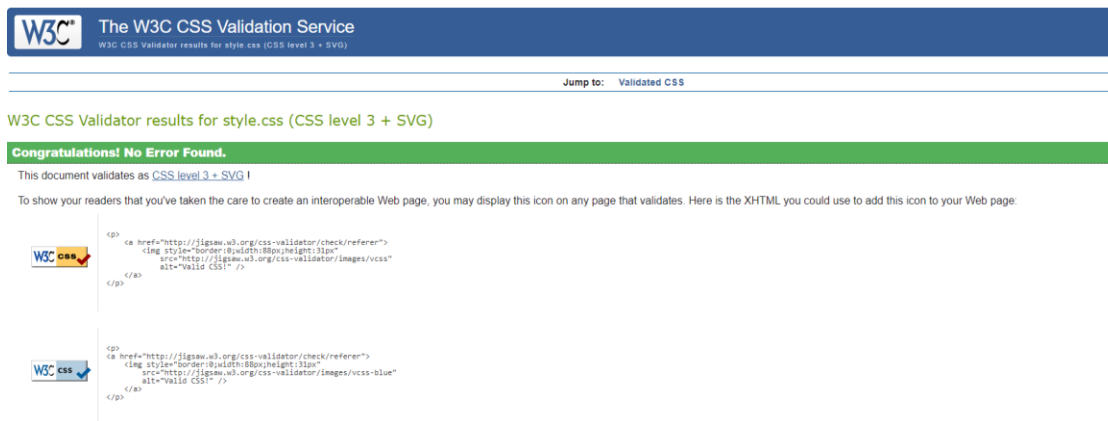 W3C®
The W3C CSS Validation Service
W3C CSS Validator results for style.css (CSS level 3 + SVG)
Jump to: Validated CSS
W3C CSS Validator results for style.css (CSS level 3 + SVG)
Congratulations! No Error Found.
This document validates as CSS level 3 + SVG !
To show your readers that you've taken the care to create an interoperable Web page, you may display this icon on any page that validates. Here is the XHTML you could use to add this icon to your Web page:
W3C css
<p>
<a href="http://jigsaw.w3.org/css-validator/check/referer">
<img style="border:0;width:88px;height:31px"
src="http://jigsaw.w3.org/css-validator/images/vcss"
alt="Valid CSS!" />
</a>
</p>
W3C css
<p>
<a href="http://jigsaw.w3.org/css-validator/check/referer">
<img style="border:0;width:88px;height:31px"
src="http://jigsaw.w3.org/css-validator/images/vcss-blue"
alt="Valid CSS!" />
</a>
</p>